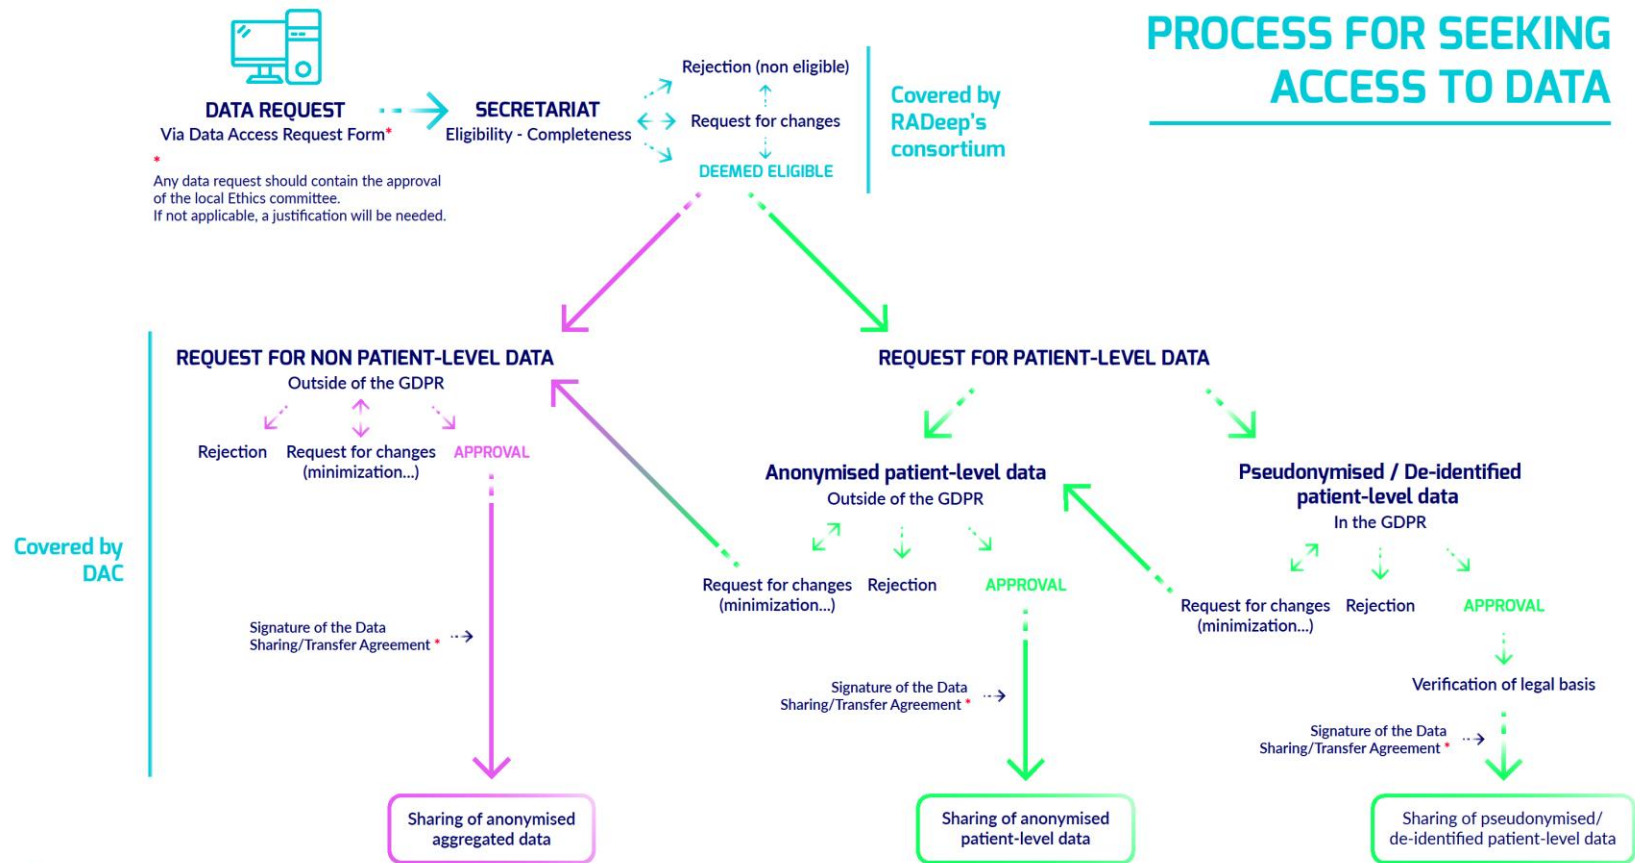 PROCESS FOR SEEKING
ACCESS TO DATA
DATA REQUEST
Via Data Access Request Form*
*
Any data request should contain the approval
of the local Ethics committee.
If not applicable, a justification will be needed.
SECRETARIAT
Eligibility - Completeness
Rejection (non eligible)
Request for changes
DEEMED ELIGIBLE
Covered by
RADeep's
consortium
Covered by
DAC
REQUEST FOR NON PATIENT-LEVEL DATA
Outside of the GDPR
Rejection
Request for changes
(minimization...)
APPROVAL
Signature of the Data
Sharing/Transfer Agreement *
Sharing of anonymised
aggregated data
REQUEST FOR PATIENT-LEVEL DATA
Anonymised patient-level data
Outside of the GDPR
Request for changes
(minimization...)
Rejection
APPROVAL
Signature of the Data
Sharing/Transfer Agreement *
Sharing of anonymised
patient-level data
Pseudonymised / De-identified
patient-level data
In the GDPR
Request for changes
(minimization...)
Rejection
APPROVAL
Verification of legal basis
Signature of the Data
Sharing/Transfer Agreement *
Sharing of pseudonymised/
de-identified patient-level data